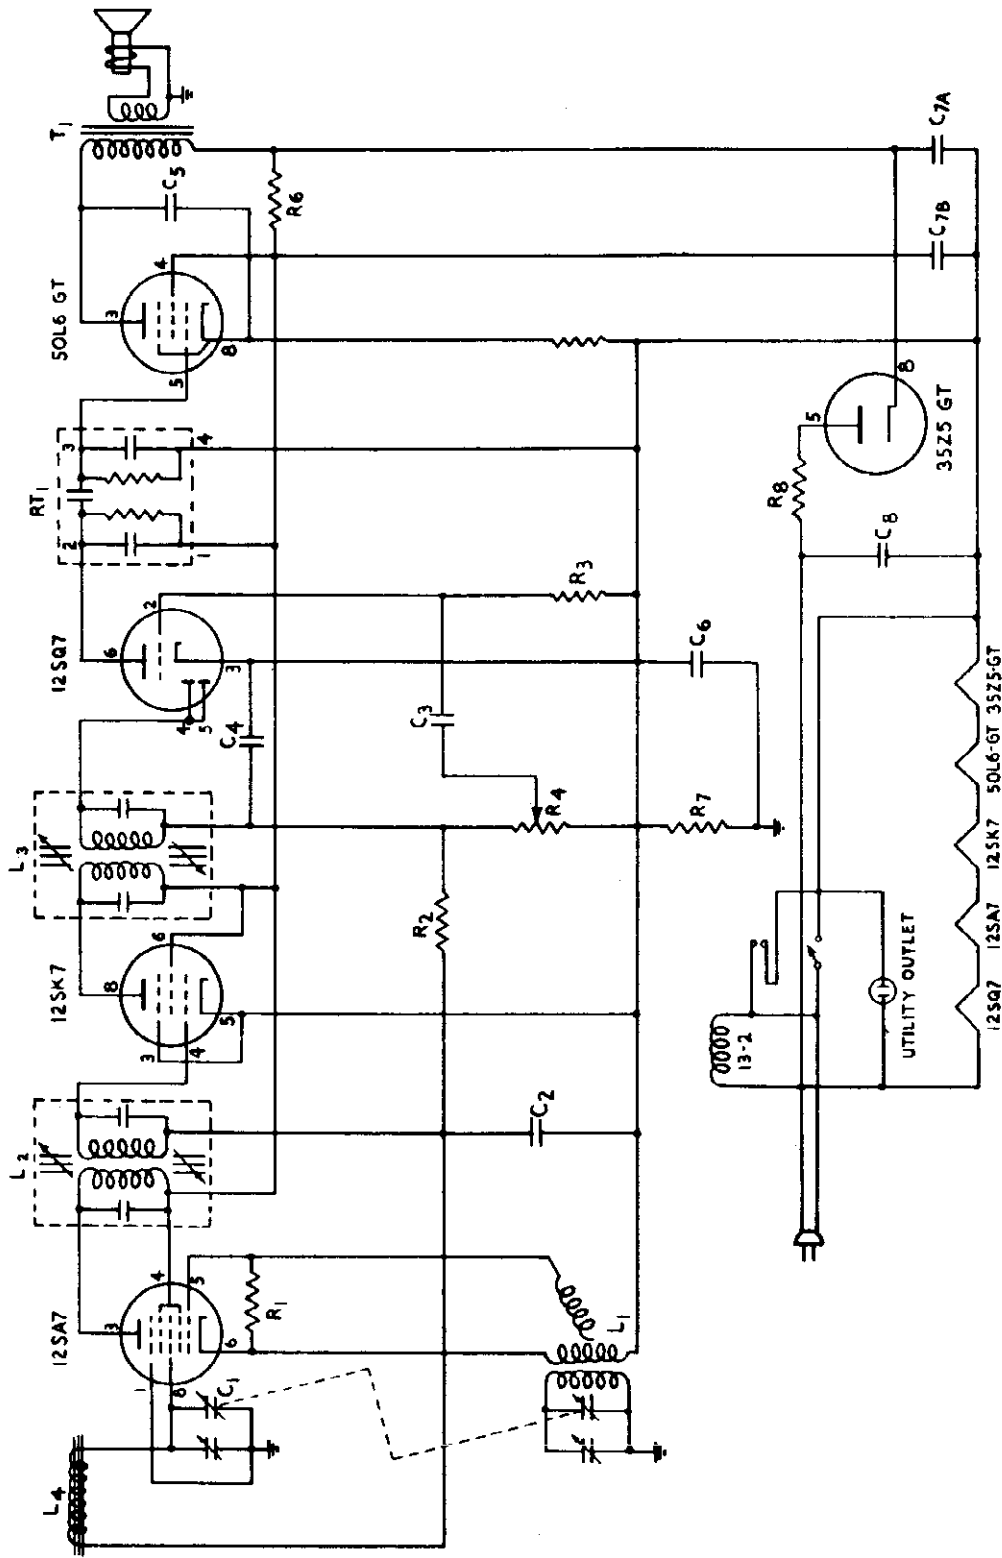 L4
12SA7
L2
12SK7
L3
12SQ7
RT1
50L6 GT
T1
3
1
8
4
5
6
C1
R1
8
3
4
5
6
4
5
C4
6
2
3
2
1
3
4
5
3
4
8
C5
R6
R2
C3
R4
R3
C2
L1
R7
C6
C7B
C7A
13-2
UTILITY OUTLET
R8
C8
5
8
35Z5 GT
12SQ7
12SA7
12SK7
50L6-GT
35Z5-GT